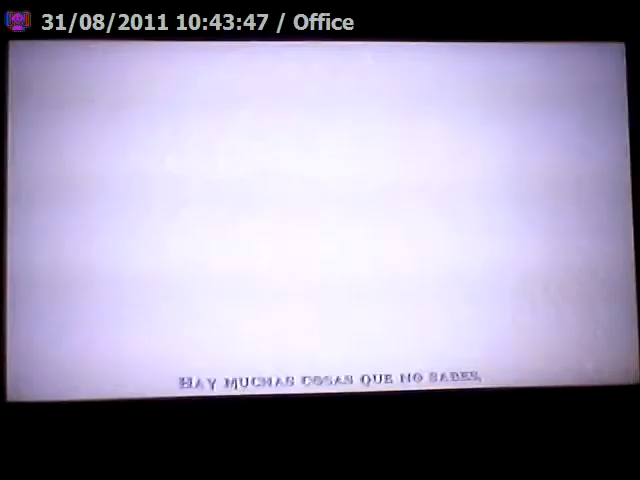 31/08/2011 10:43:47 / Office
HAY MUCHAS COSAS QUE NO SABES,